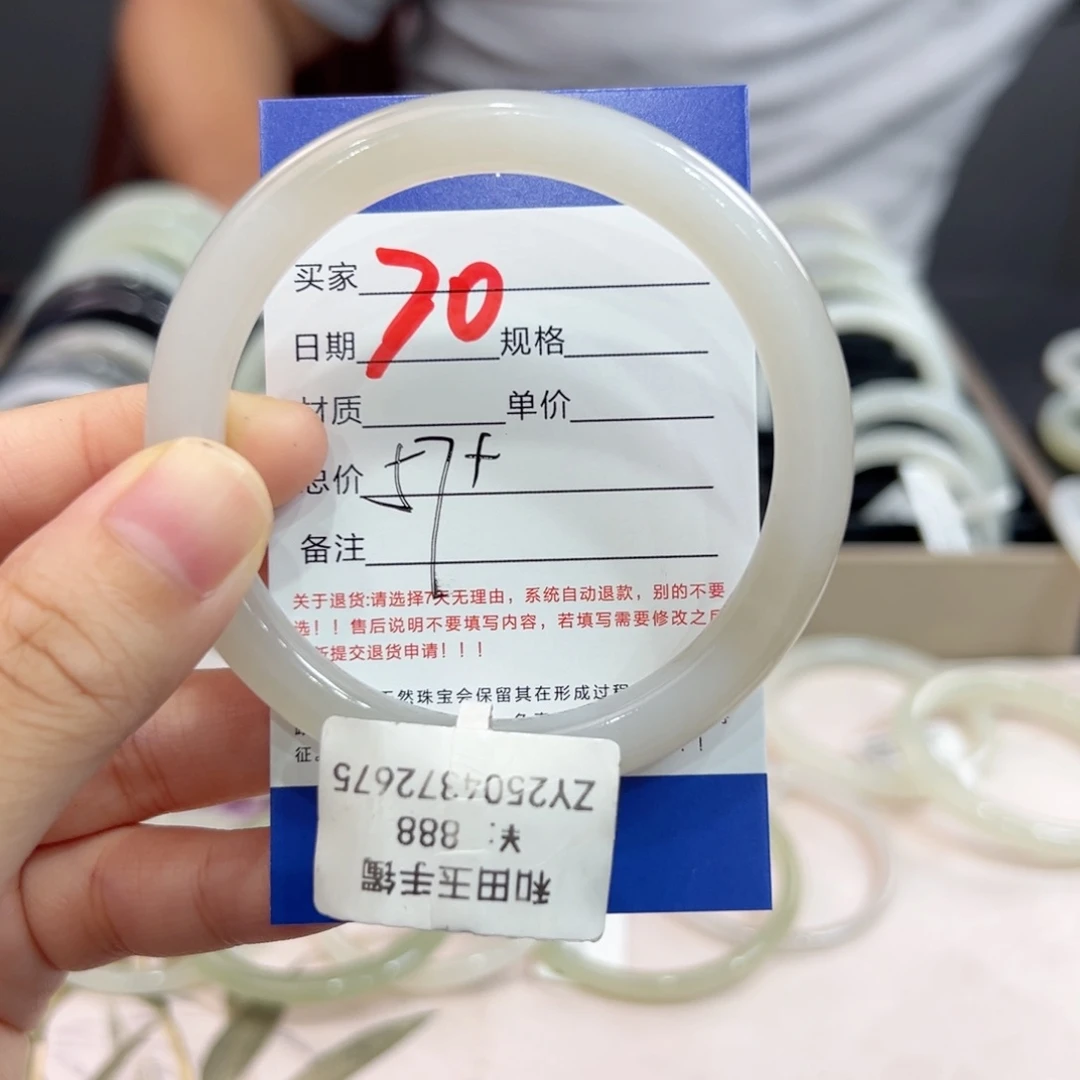 买家 70
日期 规格
材质 单价
总价 57f
备注
关于退货:请选择7天无理由，系统自动退款，别的不要
选！！售后说明不要填写内容，若填写需要修改之后
新提交退货申请！！！
天然珠宝会保留其在形成过程
征。
和田玉手镯
￥: 888
ZY2504372675